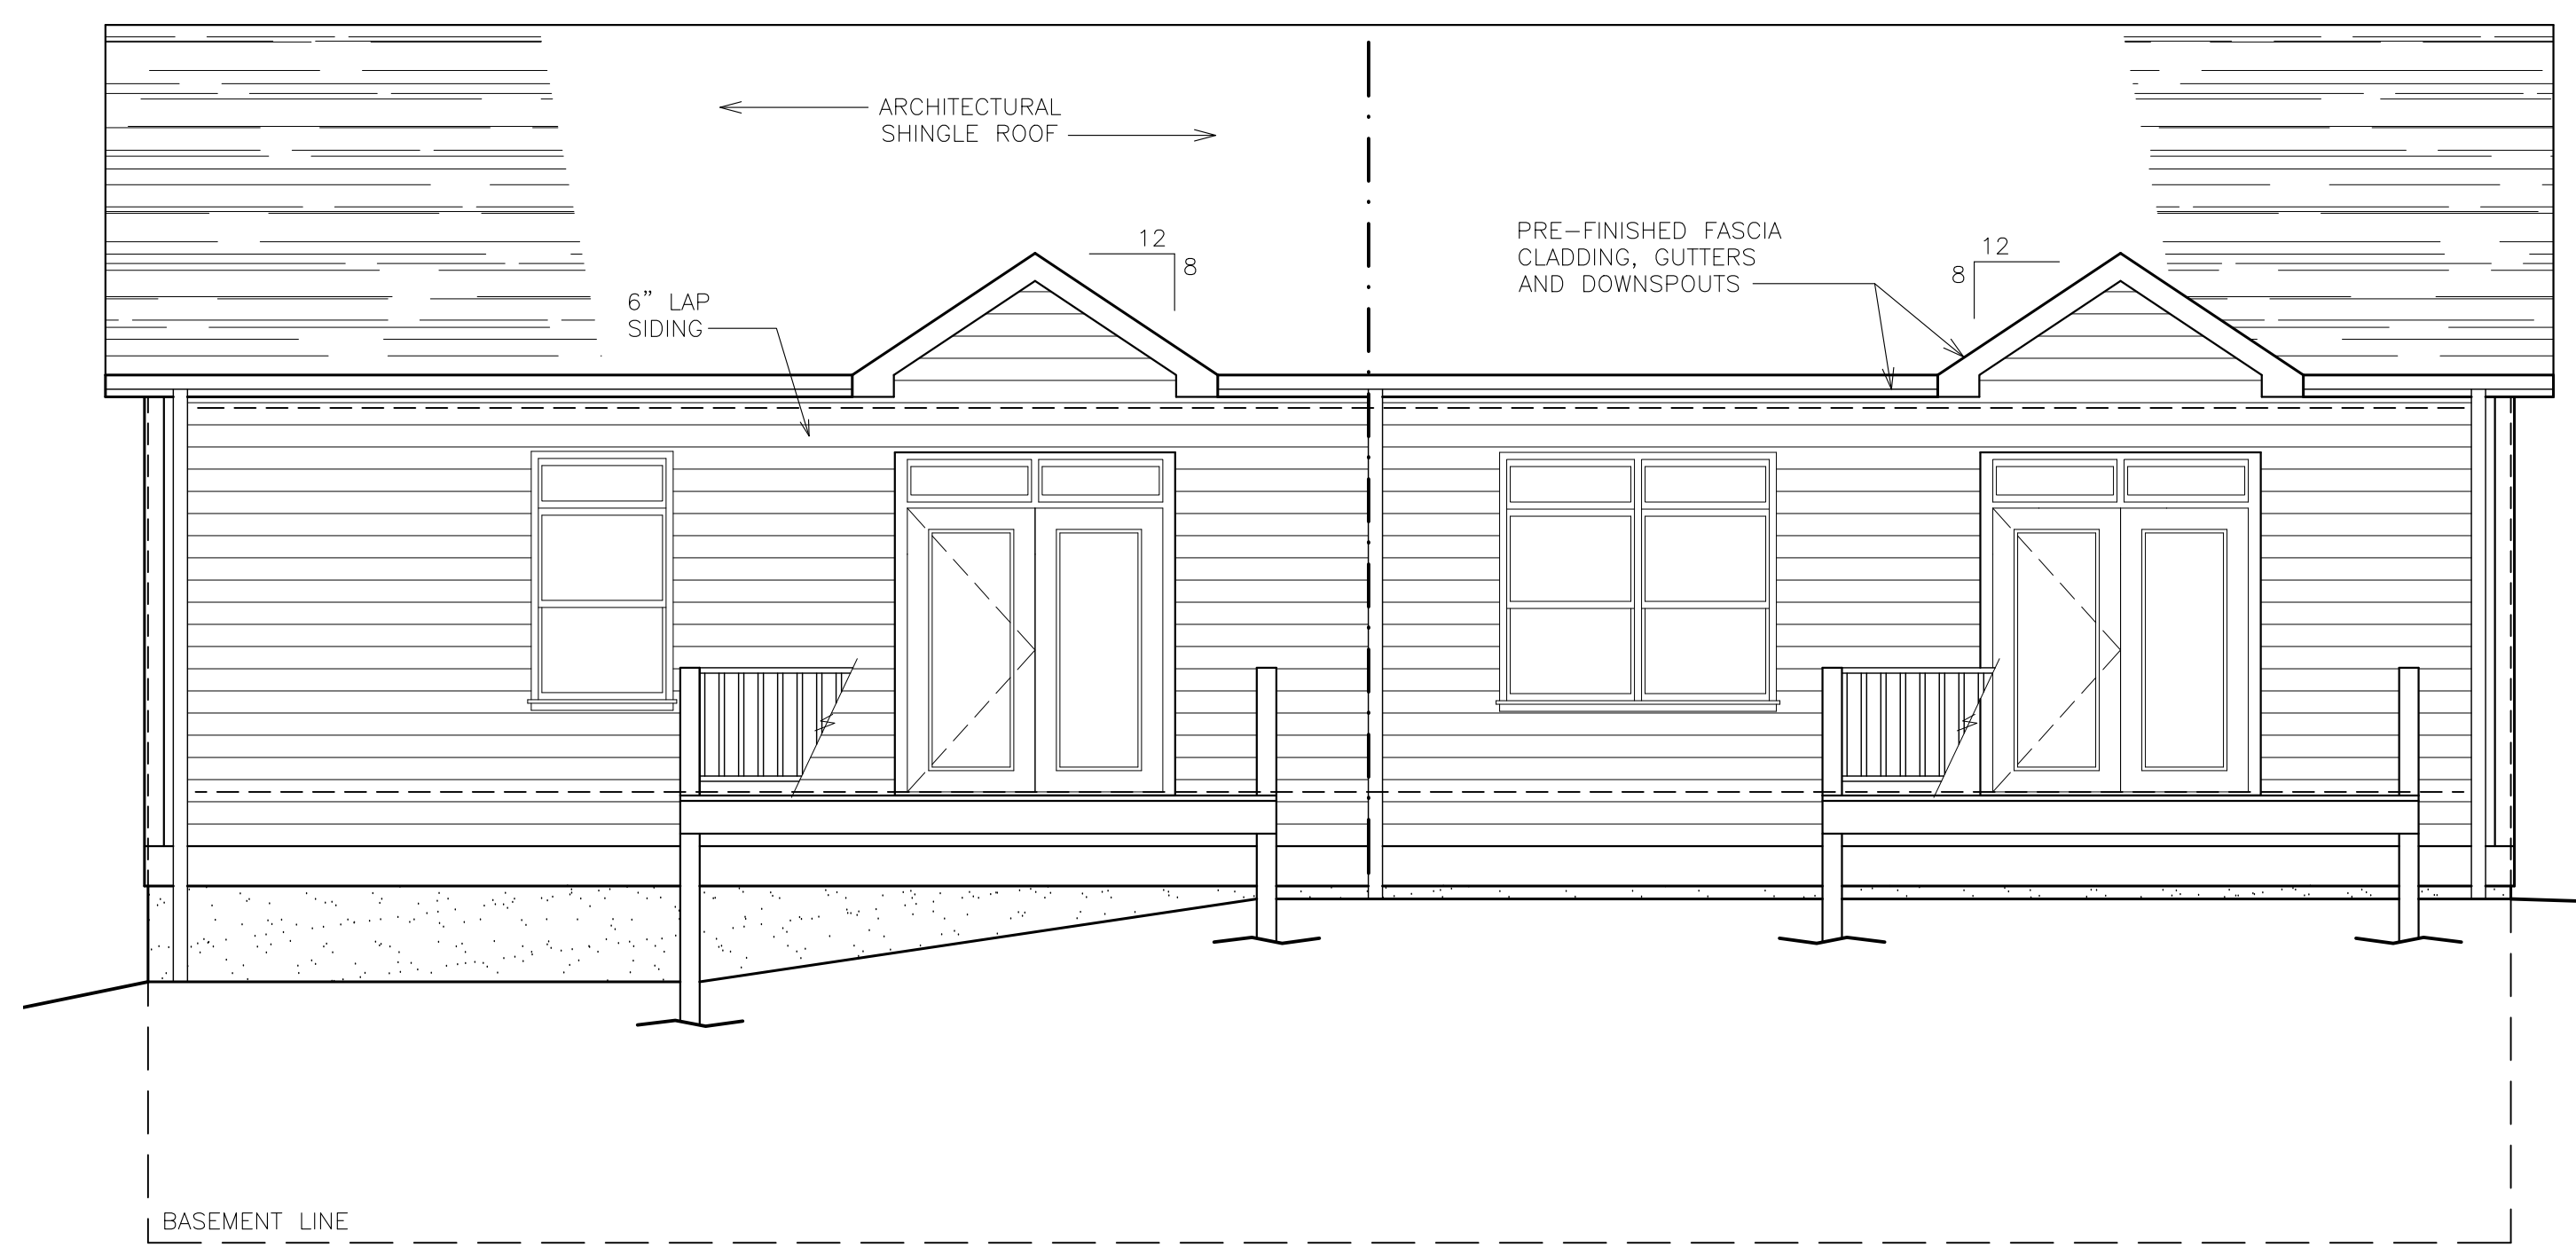 ARCHITECTURAL
SHINGLE ROOF
PRE-FINISHED FASCIA
CLADDING, GUTTERS
AND DOWNSPOUTS
12
8
12
8
6" LAP
SIDING
BASEMENT LINE